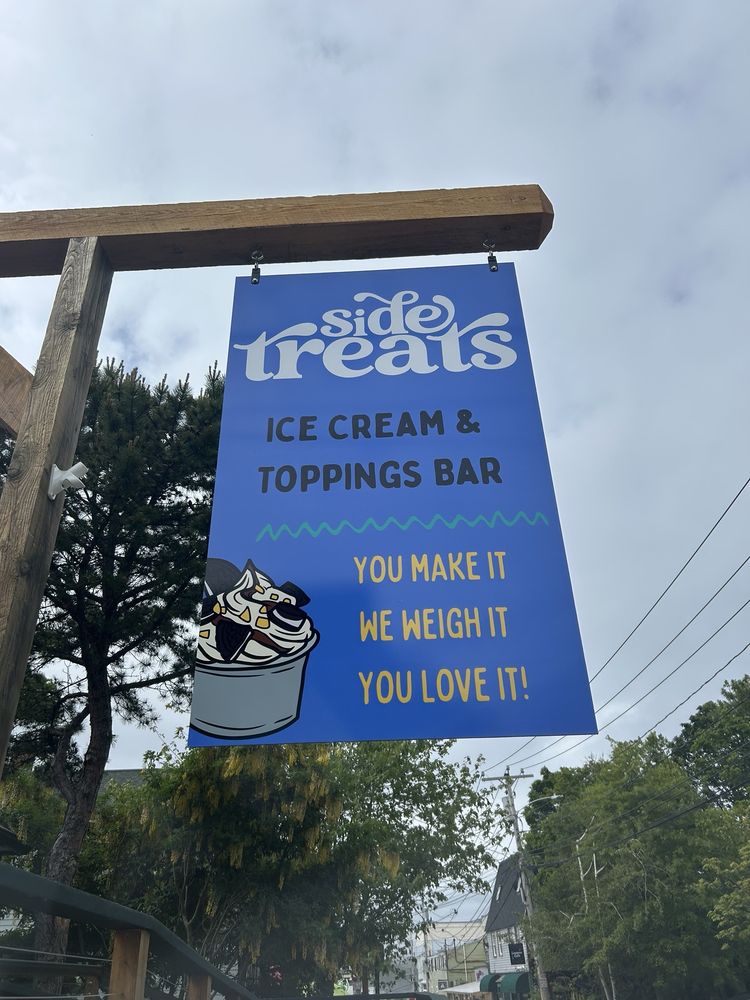 side
treats
ICE CREAM &
TOPPINGS BAR
YOU MAKE IT
WE WEIGH IT
YOU LOVE IT!